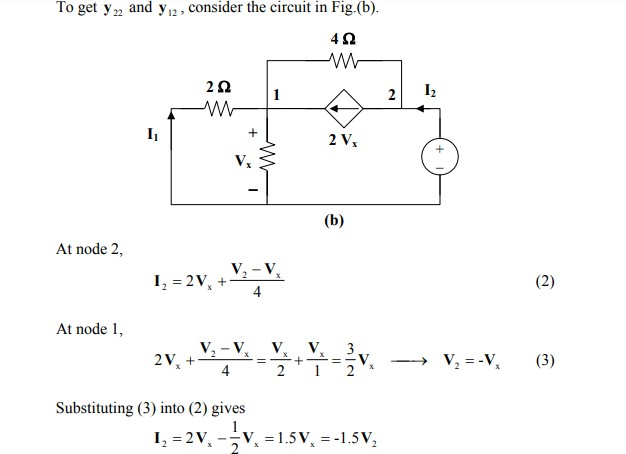 To get y₂₂ and y₁₂, consider the circuit in Fig.(b).
4 Ω
2 Ω
1
2
I₂
I₁
+
Vₓ
–
2 Vₓ
+
–
(b)
At node 2,
I₂ = 2Vₓ + (V₂ − Vₓ)/4 (2)
At node 1,
2Vₓ + (V₂ − Vₓ)/4 = Vₓ/2 + Vₓ/1 = 3/2 Vₓ ⟶ V₂ = -Vₓ (3)
Substituting (3) into (2) gives
I₂ = 2Vₓ − 1/2 Vₓ = 1.5Vₓ = -1.5V₂